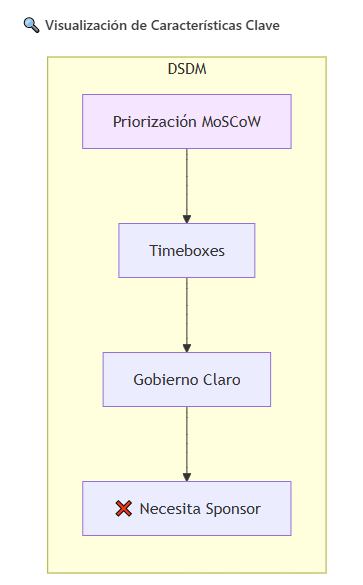 🔍 Visualización de Características Clave
DSDM
Priorización MoSCoW
Timeboxes
Gobierno Claro
❌ Necesita Sponsor